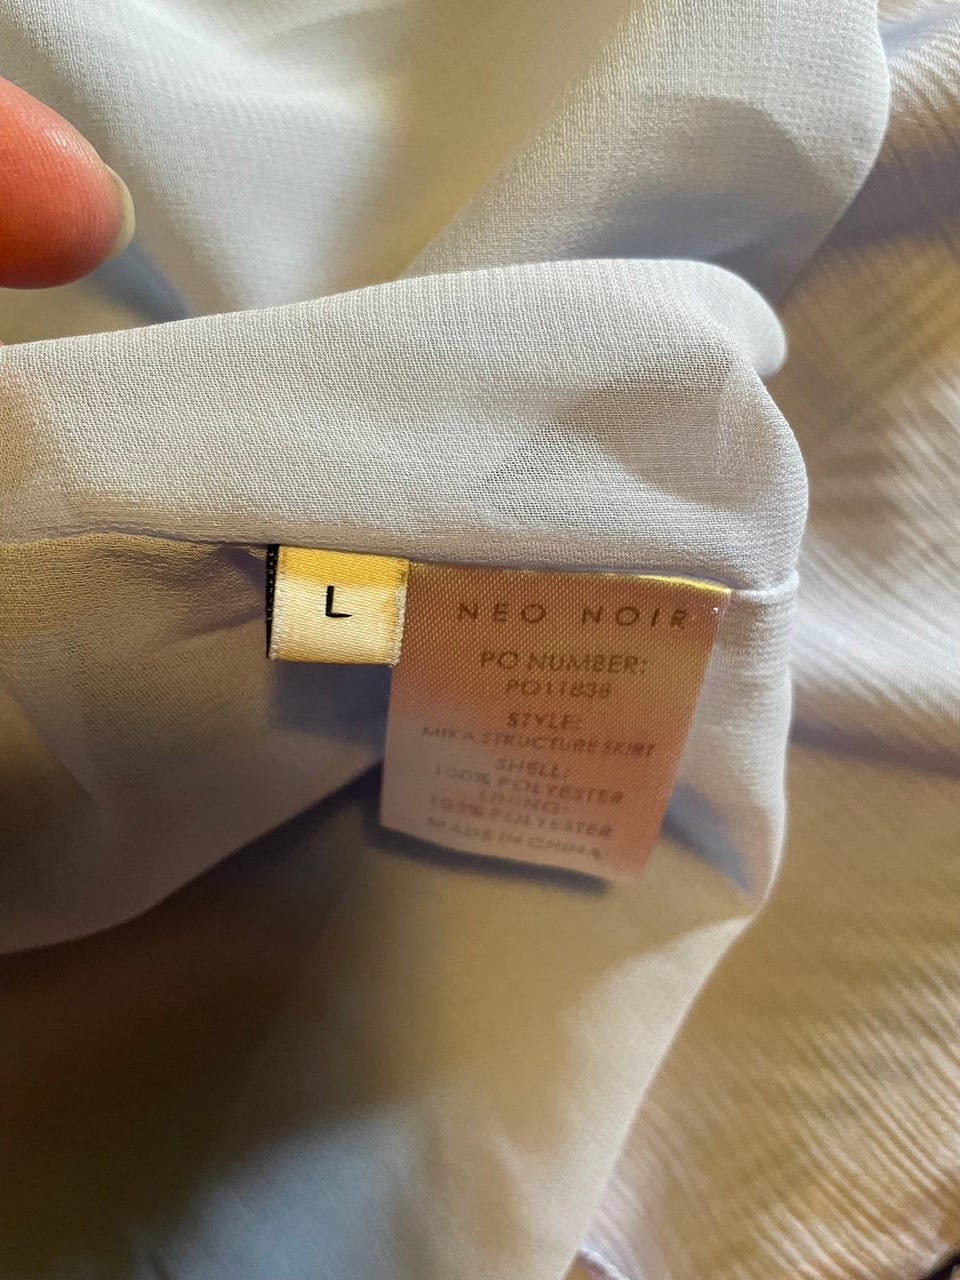 L
NEO NOIR
PO NUMBER:
PO11838
STYLE:
MIKA STRUCTURE SKIRT
SHELL:
100% POLYESTER
LINING:
100% POLYESTER
MADE IN CHINA